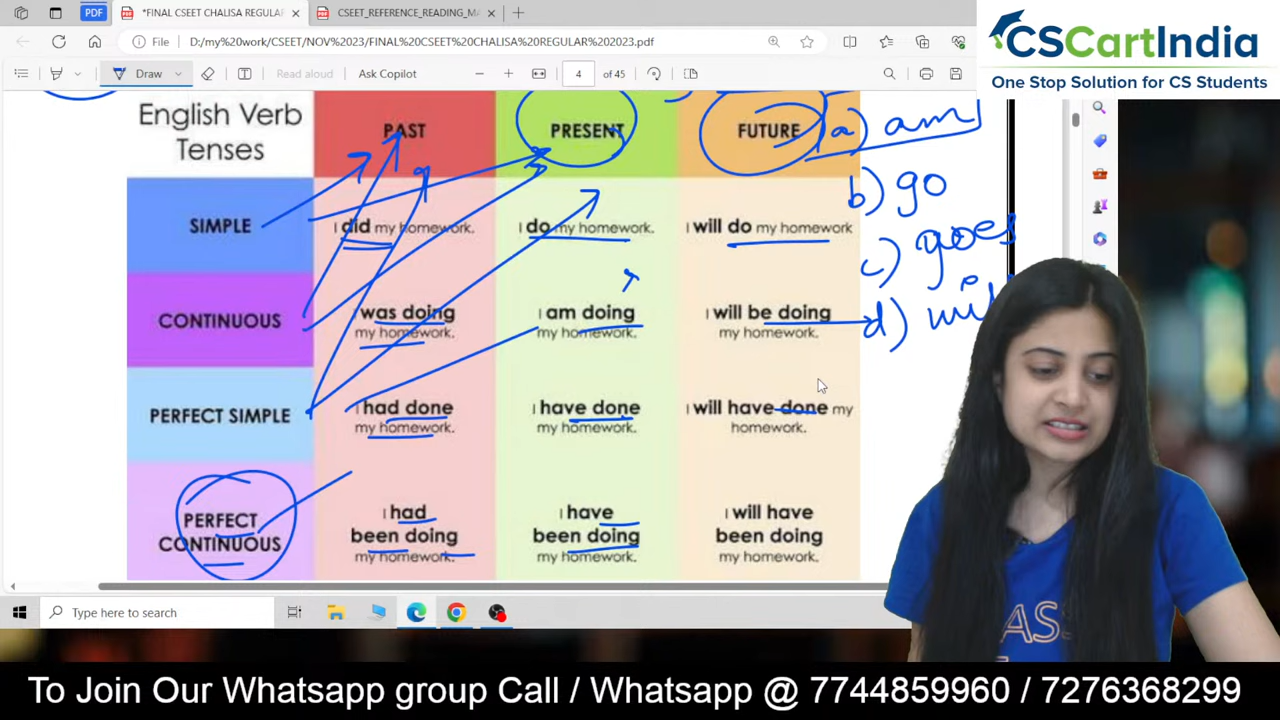 *FINAL CSEET CHALISA REGULAR
CSEET_REFERENCE_READING_MA
PDF
File
D:/my%20work/CSEET/NOV%2023/FINAL%20CSEET%20CHALISA%20REGULAR%202023.pdf
Draw
Read aloud
Ask Copilot
4
of 45
CSCartIndia
One Stop Solution for CS Students
English Verb
Tenses
PAST
PRESENT
FUTURE
a) am
b) go
c) goes
d)
SIMPLE
I did my homework.
I do my homework.
I will do my homework
CONTINUOUS
I was doing
my homework.
I am doing
my homework.
I will be doing
my homework.
PERFECT SIMPLE
I had done
my homework.
I have done
my homework.
I will have done my
homework.
PERFECT
CONTINUOUS
I had
been doing
my homework.
I have
been doing
my homework.
I will have
been doing
my homework.
Type here to search
To Join Our Whatsapp group Call / Whatsapp @ 7744859960 / 7276368299